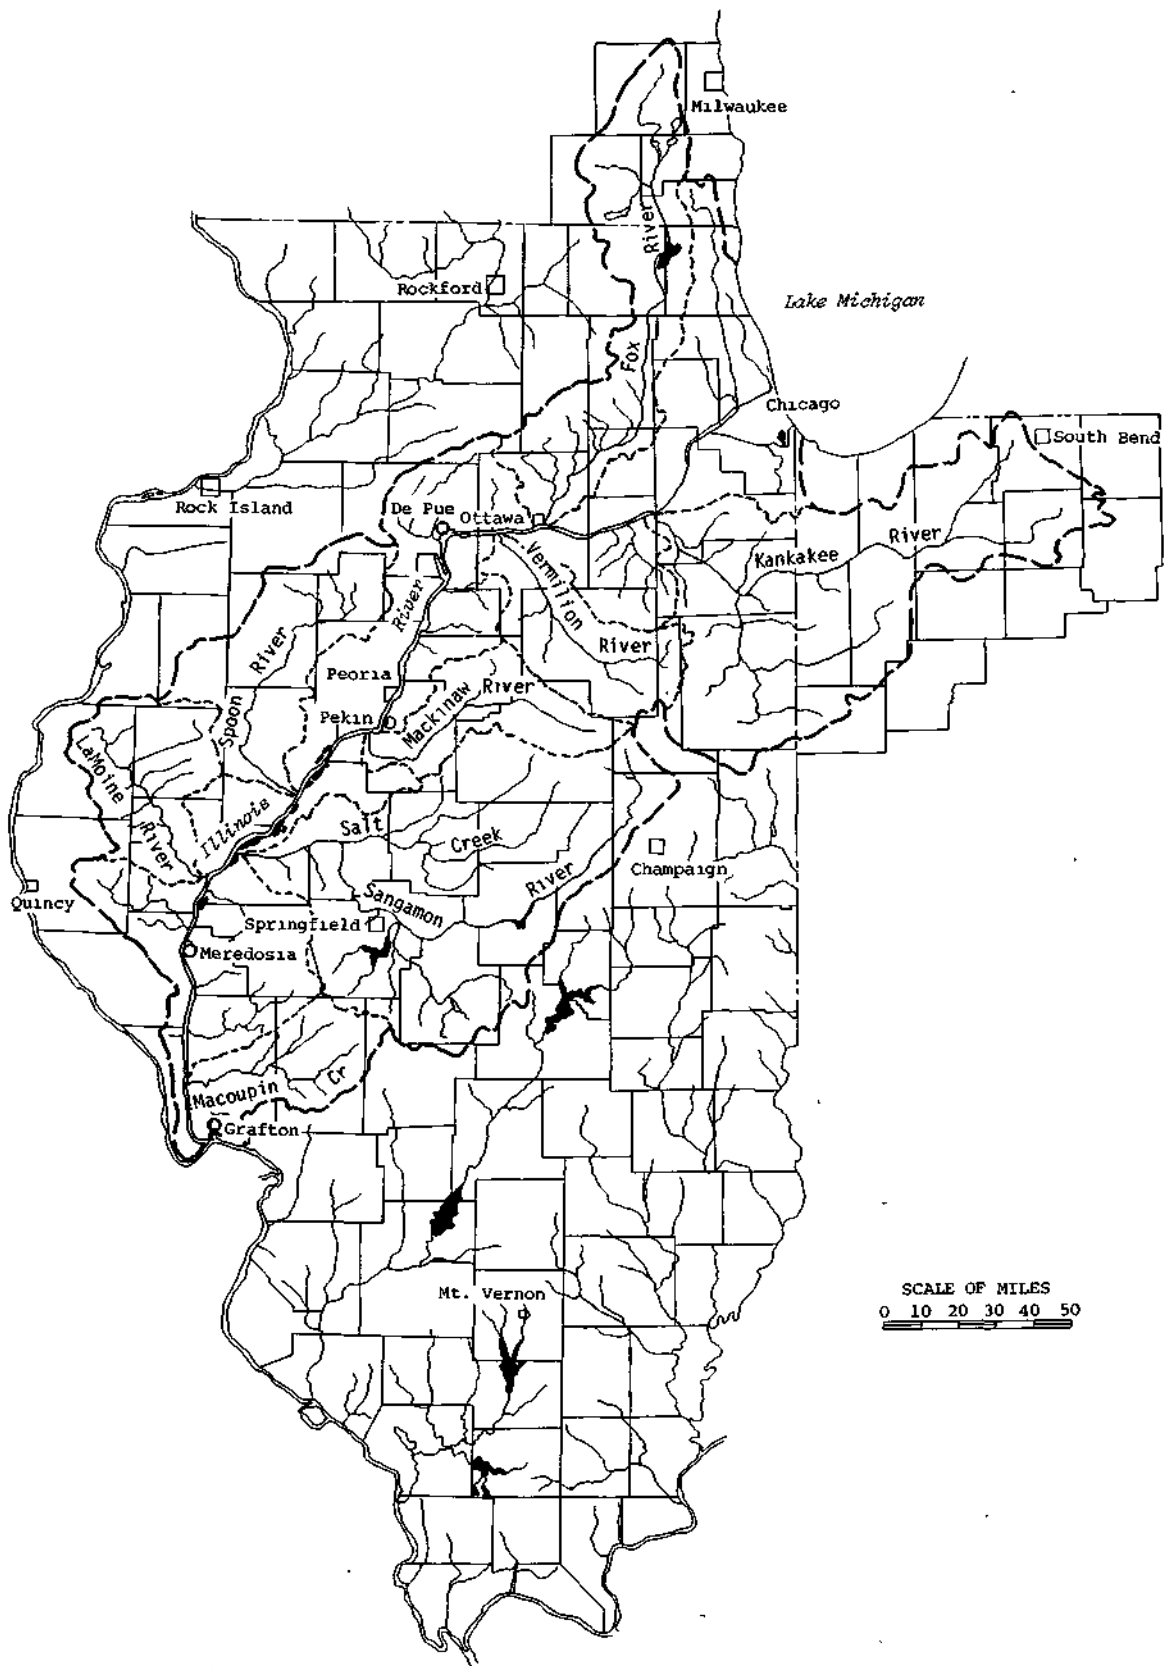 Milwaukee
River
Rockford
Lake Michigan
Fox
Chicago
South Bend
Rock Island
De Pue
Ottawa
River
Kankakee
Vermilion
River
River
River
Peoria
River
Spoon
Pekin
Mackinaw
LaMoine
River
Illinois
Salt
Creek
River
Champaign
Quincy
Sangamon
Springfield
Meredosia
Macoupin
Cr
Grafton
Mt. Vernon
SCALE OF MILES
0 10 20 30 40 50